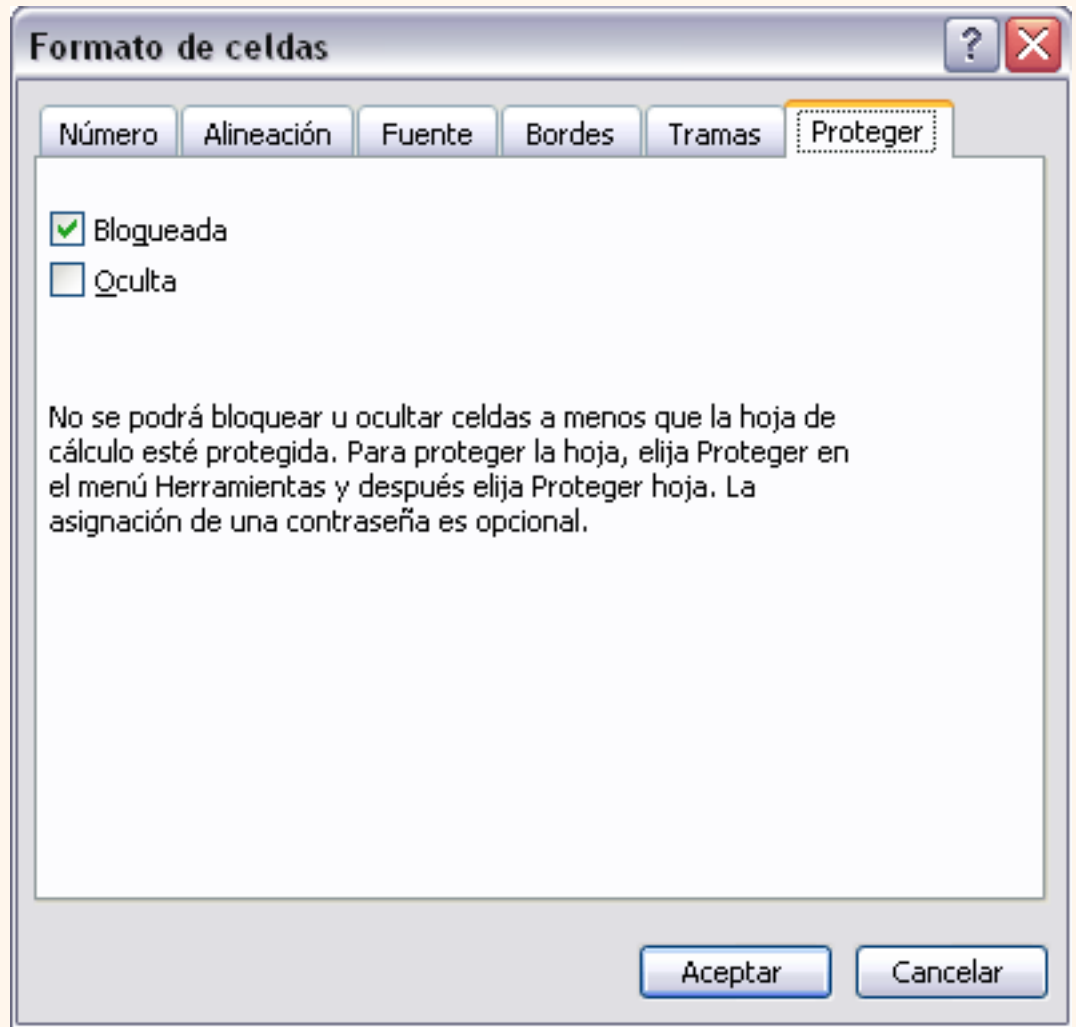 Formato de celdas
Número Alineación Fuente Bordes Tramas Proteger
Bloqueada
Oculta
No se podrá bloquear u ocultar celdas a menos que la hoja de
cálculo esté protegida. Para proteger la hoja, elija Proteger en
el menú Herramientas y después elija Proteger hoja. La
asignación de una contraseña es opcional.
Aceptar Cancelar